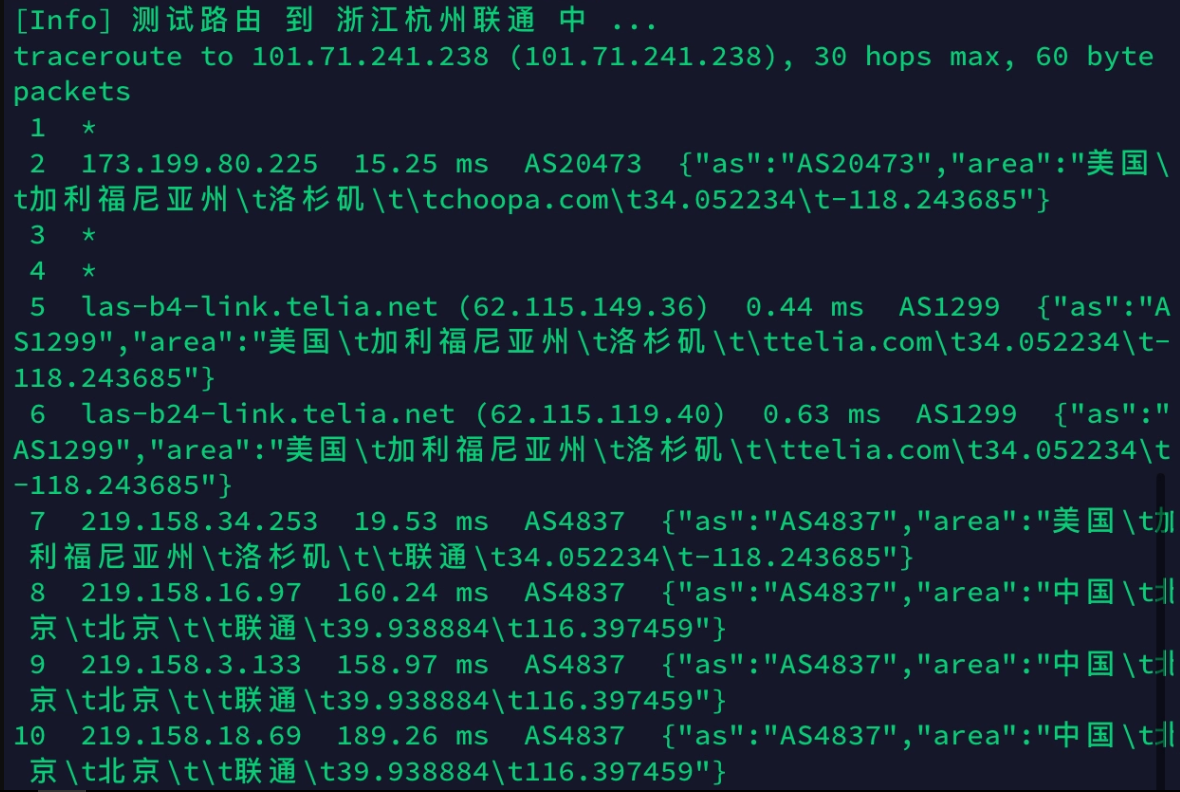 [Info] 测试路由 到 浙江杭州联通 中 ...
traceroute to 101.71.241.238 (101.71.241.238), 30 hops max, 60 byte
packets
1 *
2 173.199.80.225 15.25 ms AS20473 {"as":"AS20473","area":"美国\
t加利福尼亚州\t洛杉矶\t\tchoopa.com\t34.052234\t-118.243685"}
3 *
4 *
5 las-b4-link.telia.net (62.115.149.36) 0.44 ms AS1299 {"as":"A
S1299","area":"美国\t加利福尼亚州\t洛杉矶\t\ttelia.com\t34.052234\t-
118.243685"}
6 las-b24-link.telia.net (62.115.119.40) 0.63 ms AS1299 {"as":"
AS1299","area":"美国\t加利福尼亚州\t洛杉矶\t\ttelia.com\t34.052234\t
-118.243685"}
7 219.158.34.253 19.53 ms AS4837 {"as":"AS4837","area":"美国\t加
利福尼亚州\t洛杉矶\t\t联通\t34.052234\t-118.243685"}
8 219.158.16.97 160.24 ms AS4837 {"as":"AS4837","area":"中国\t北
京\t北京\t\t联通\t39.938884\t116.397459"}
9 219.158.3.133 158.97 ms AS4837 {"as":"AS4837","area":"中国\t北
京\t北京\t\t联通\t39.938884\t116.397459"}
10 219.158.18.69 189.26 ms AS4837 {"as":"AS4837","area":"中国\t北
京\t北京\t\t联通\t39.938884\t116.397459"}